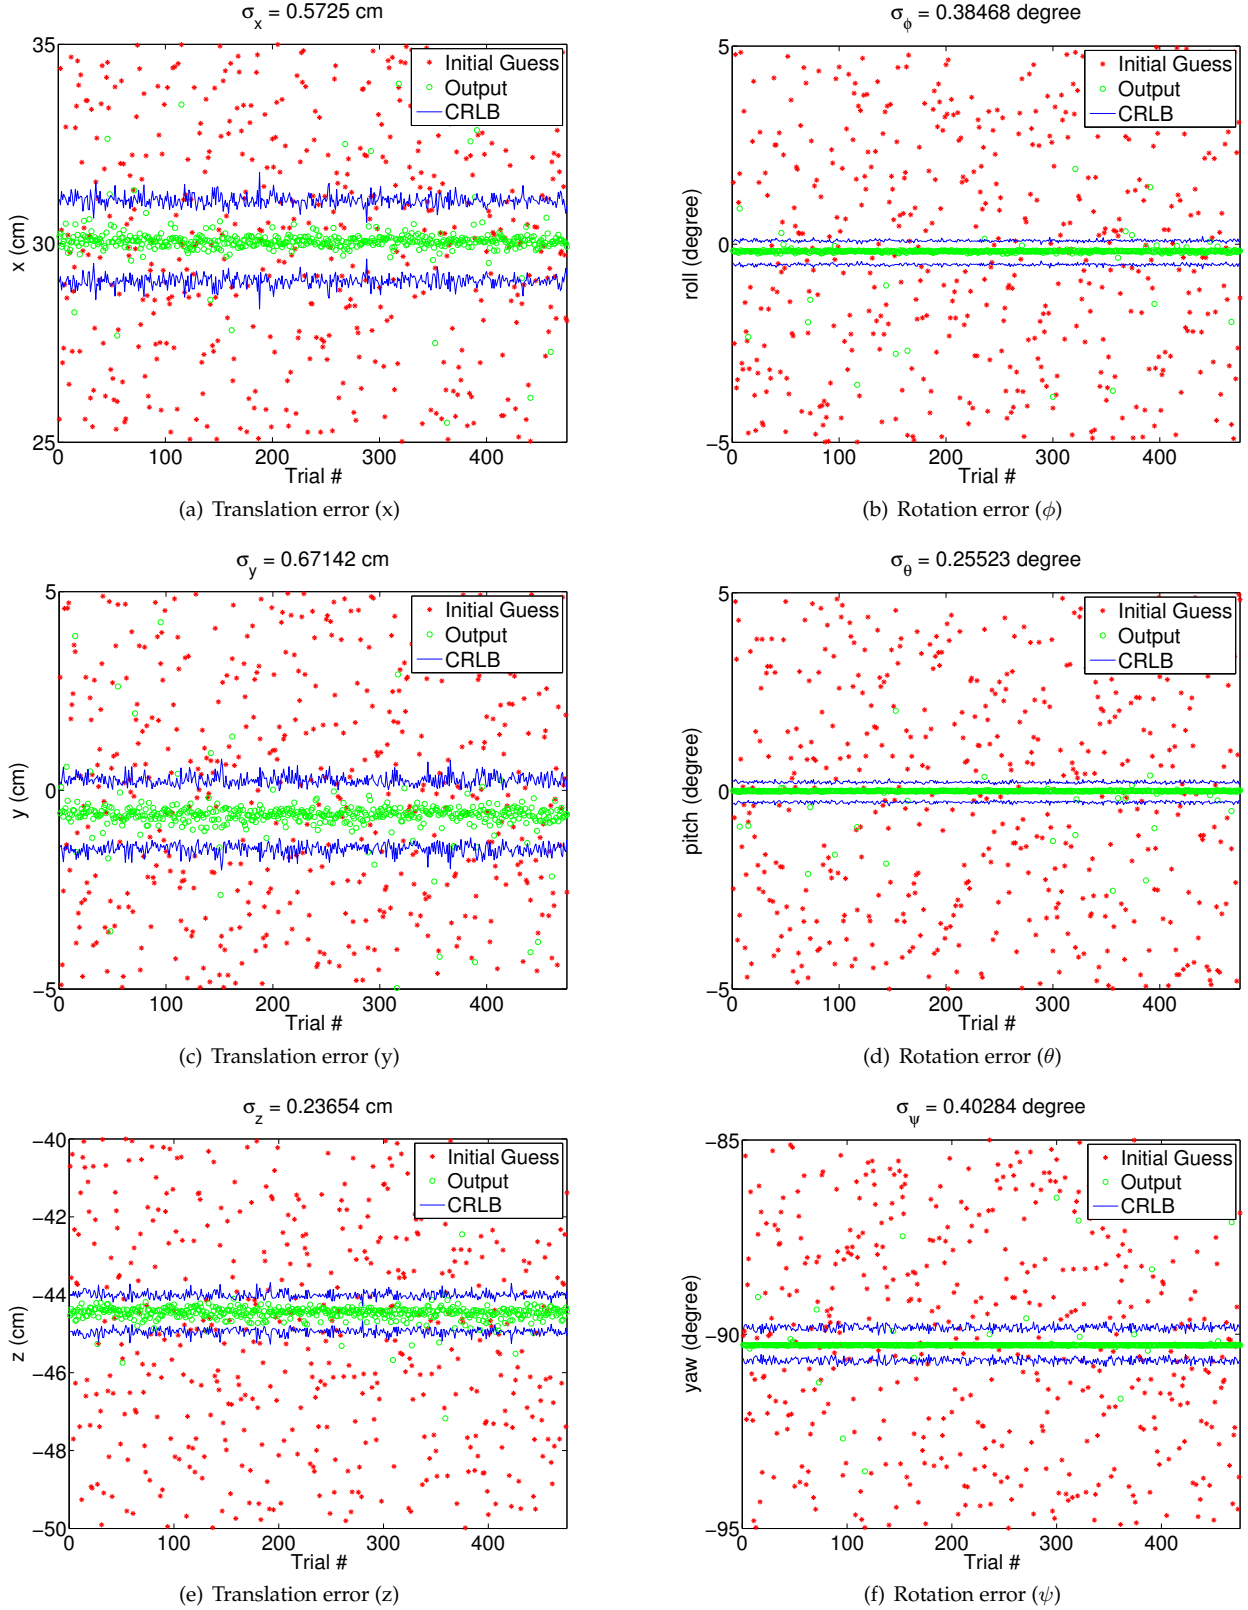 σx = 0.5725 cm
35
30
25
x (cm)
Initial Guess
Output
CRLB
0 100 200 300 400
Trial #
(a) Translation error (x)
σϕ = 0.38468 degree
5
0
−5
roll (degree)
Initial Guess
Output
CRLB
0 100 200 300 400
Trial #
(b) Rotation error (ϕ)
σy = 0.67142 cm
5
0
−5
y (cm)
Initial Guess
Output
CRLB
0 100 200 300 400
Trial #
(c) Translation error (y)
σθ = 0.25523 degree
5
0
−5
pitch (degree)
Initial Guess
Output
CRLB
0 100 200 300 400
Trial #
(d) Rotation error (θ)
σz = 0.23654 cm
−40
−42
−44
−46
−48
−50
z (cm)
Initial Guess
Output
CRLB
0 100 200 300 400
Trial #
(e) Translation error (z)
σψ = 0.40284 degree
−85
−90
−95
yaw (degree)
Initial Guess
Output
CRLB
0 100 200 300 400
Trial #
(f) Rotation error (ψ)